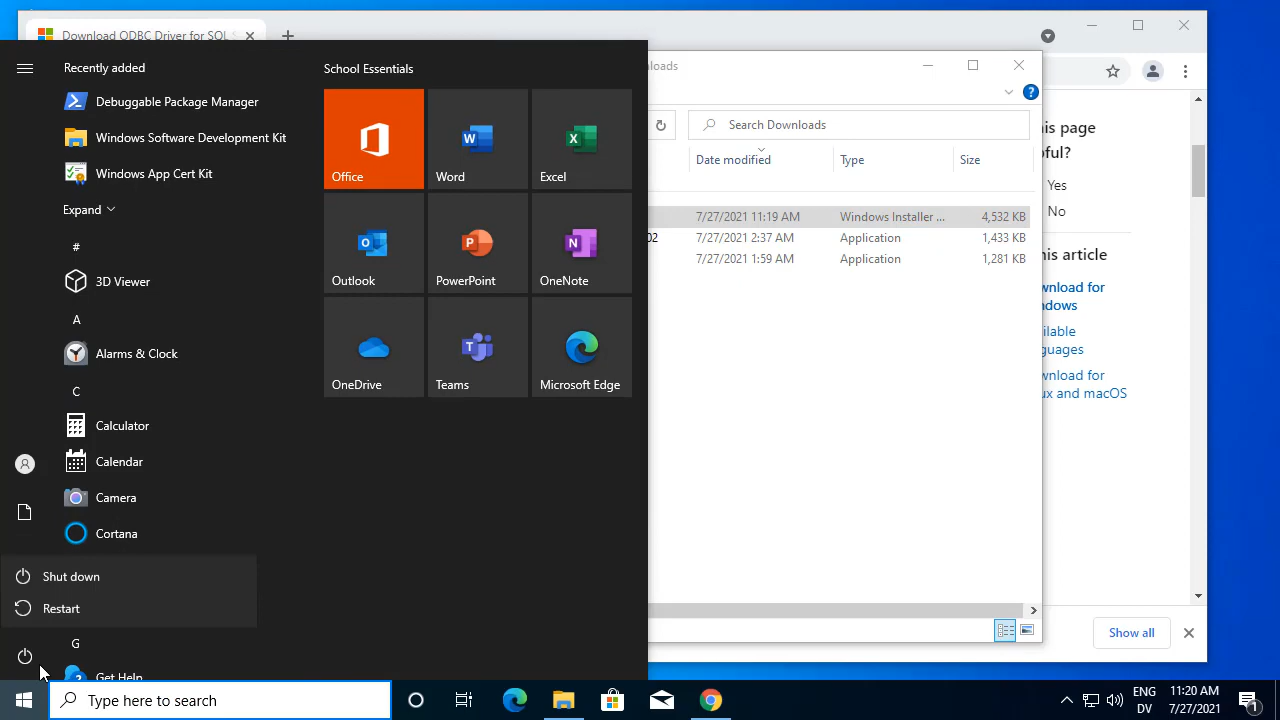 Download ODBC Driver for SQL S
Recently added
Debuggable Package Manager
Windows Software Development Kit
Windows App Cert Kit
Expand
#
3D Viewer
A
Alarms & Clock
C
Calculator
Calendar
Camera
Cortana
Shut down
Restart
G
Get Help
School Essentials
Office
Word
Excel
Outlook
PowerPoint
OneNote
OneDrive
Teams
Microsoft Edge
loads
Search Downloads
Date modified
Type
Size
7/27/2021 11:19 AM
Windows Installer ...
4,532 KB
02
7/27/2021 2:37 AM
Application
1,433 KB
7/27/2021 1:59 AM
Application
1,281 KB
is page
ful?
Yes
No
his article
wnload for
dows
ilable
guages
wnload for
ux and macOS
Show all
Type here to search
ENG
DV
11:20 AM
7/27/2021
1